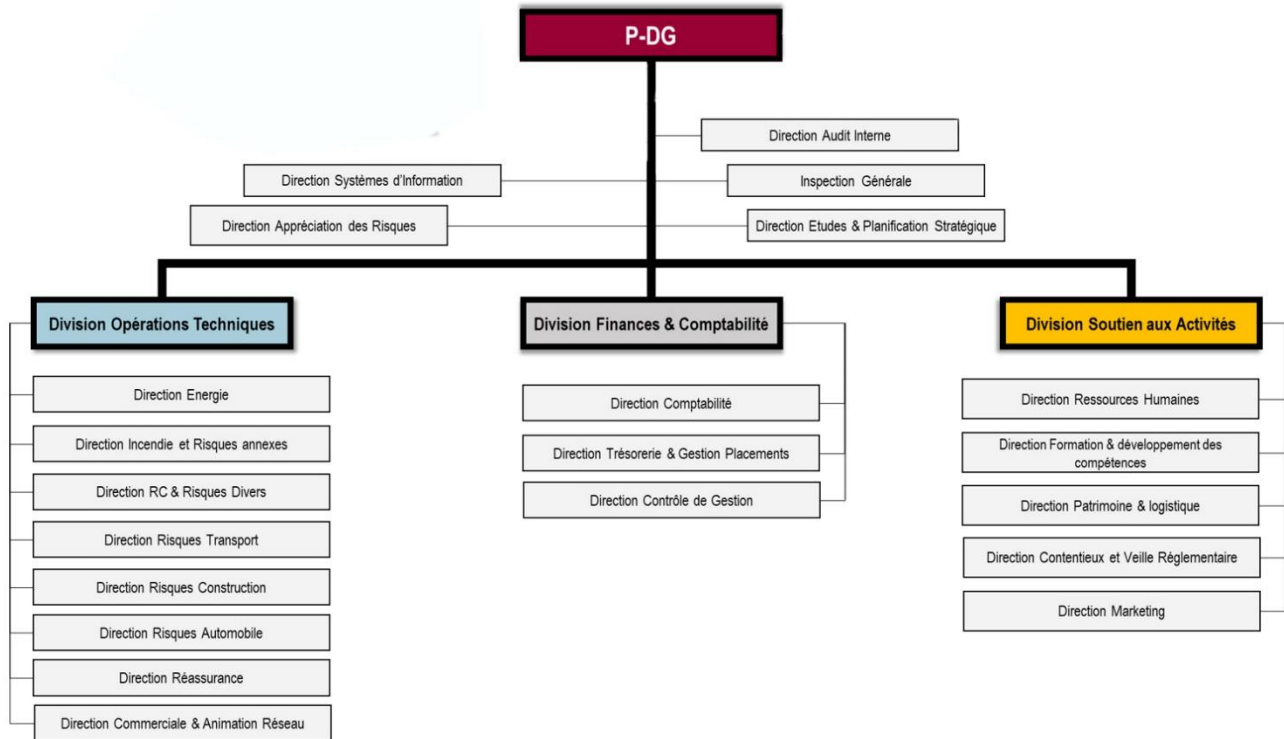 P-DG
Direction Audit Interne
Direction Systèmes d'Information
Inspection Générale
Direction Appréciation des Risques
Direction Etudes & Planification Stratégique
Division Opérations Techniques
Direction Energie
Direction Incendie et Risques annexes
Direction RC & Risques Divers
Direction Risques Transport
Direction Risques Construction
Direction Risques Automobile
Direction Réassurance
Direction Commerciale & Animation Réseau
Division Finances & Comptabilité
Direction Comptabilité
Direction Trésorerie & Gestion Placements
Direction Contrôle de Gestion
Division Soutien aux Activités
Direction Ressources Humaines
Direction Formation & développement des
compétences
Direction Patrimoine & logistique
Direction Contentieux et Veille Réglementaire
Direction Marketing